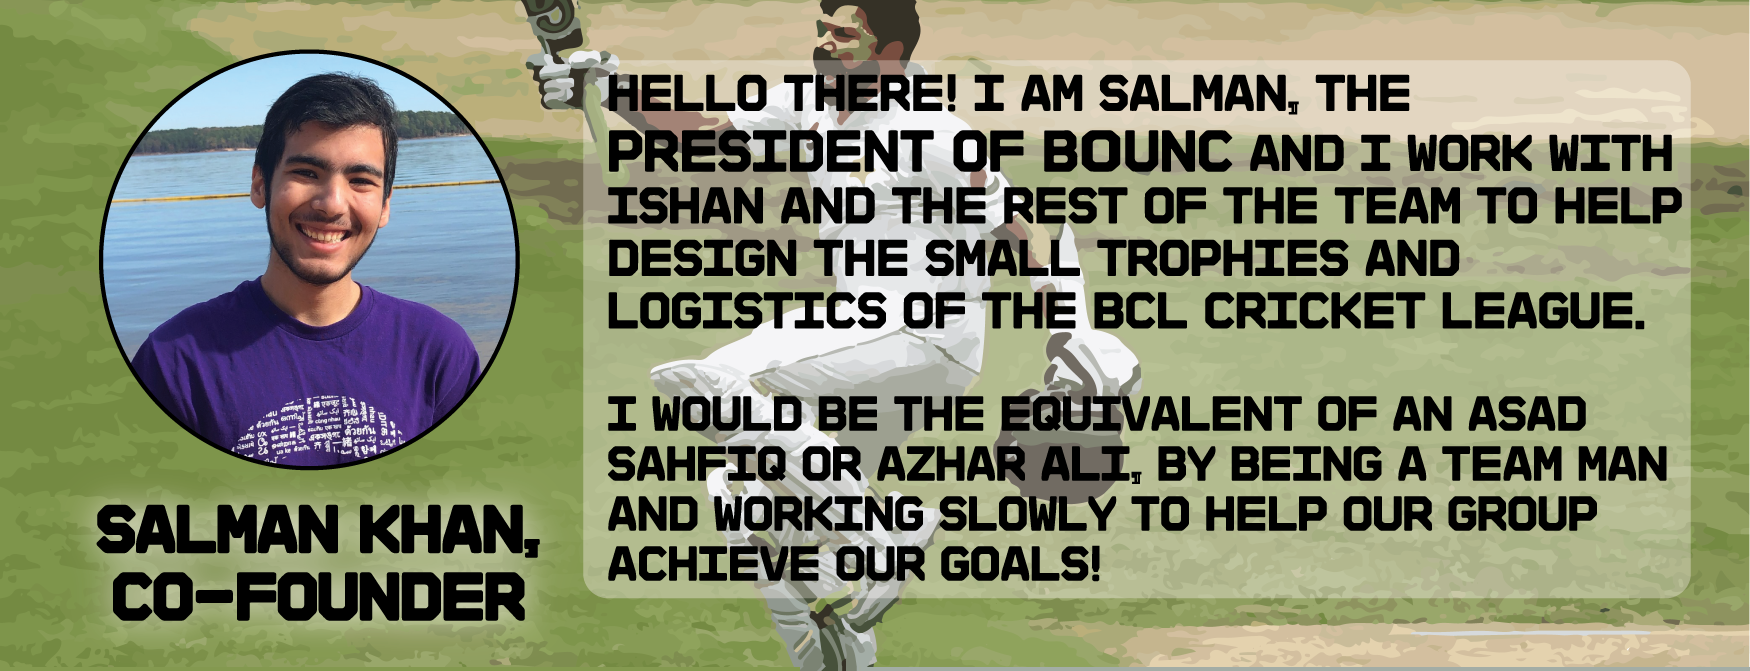 HELLO THERE! I AM SALMAN, THE
PRESIDENT OF BOUNC AND I WORK WITH
ISHAN AND THE REST OF THE TEAM TO HELP
DESIGN THE SMALL TROPHIES AND
LOGISTICS OF THE BCL CRICKET LEAGUE.
I WOULD BE THE EQUIVALENT OF AN ASAD
SAHFIQ OR AZHAR ALI, BY BEING A TEAM MAN
AND WORKING SLOWLY TO HELP OUR GROUP
ACHIEVE OUR GOALS!
SALMAN KHAN,
CO-FOUNDER